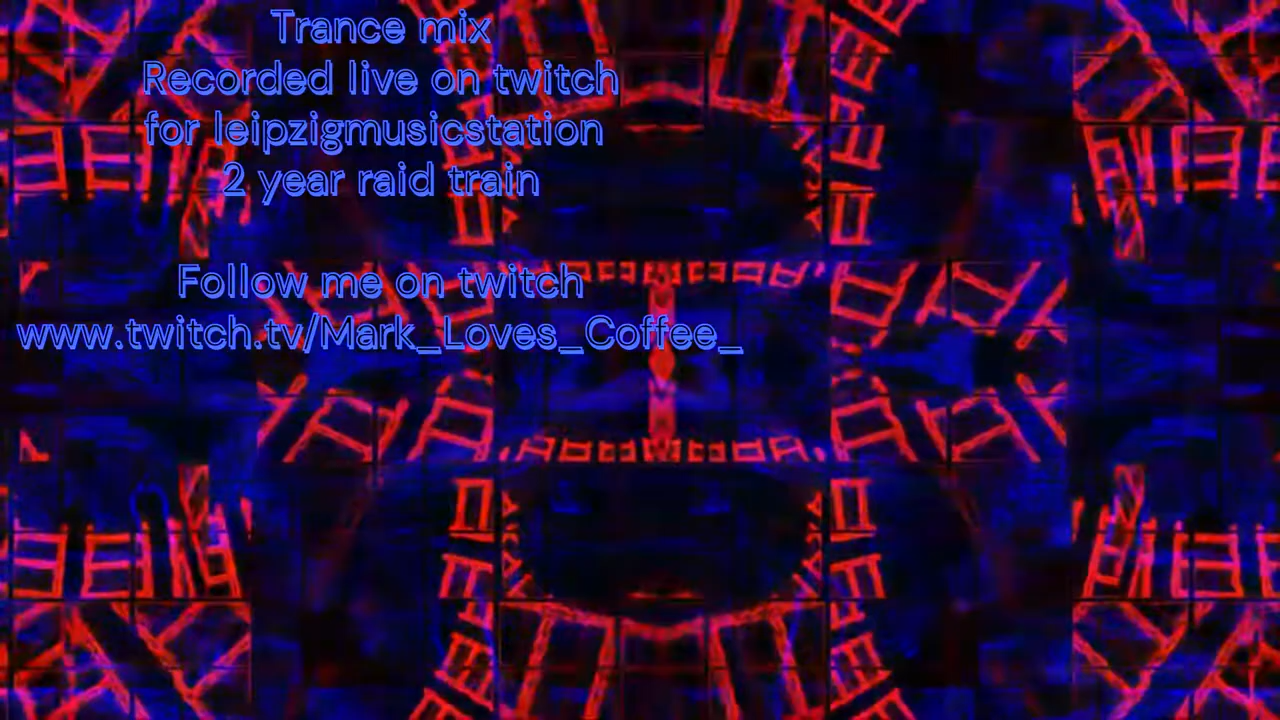 Trance mix
Recorded live on twitch
for leipzigmusicstation
2 year raid train
Follow me on twitch
www.twitch.tv/Mark_Loves_Coffee_